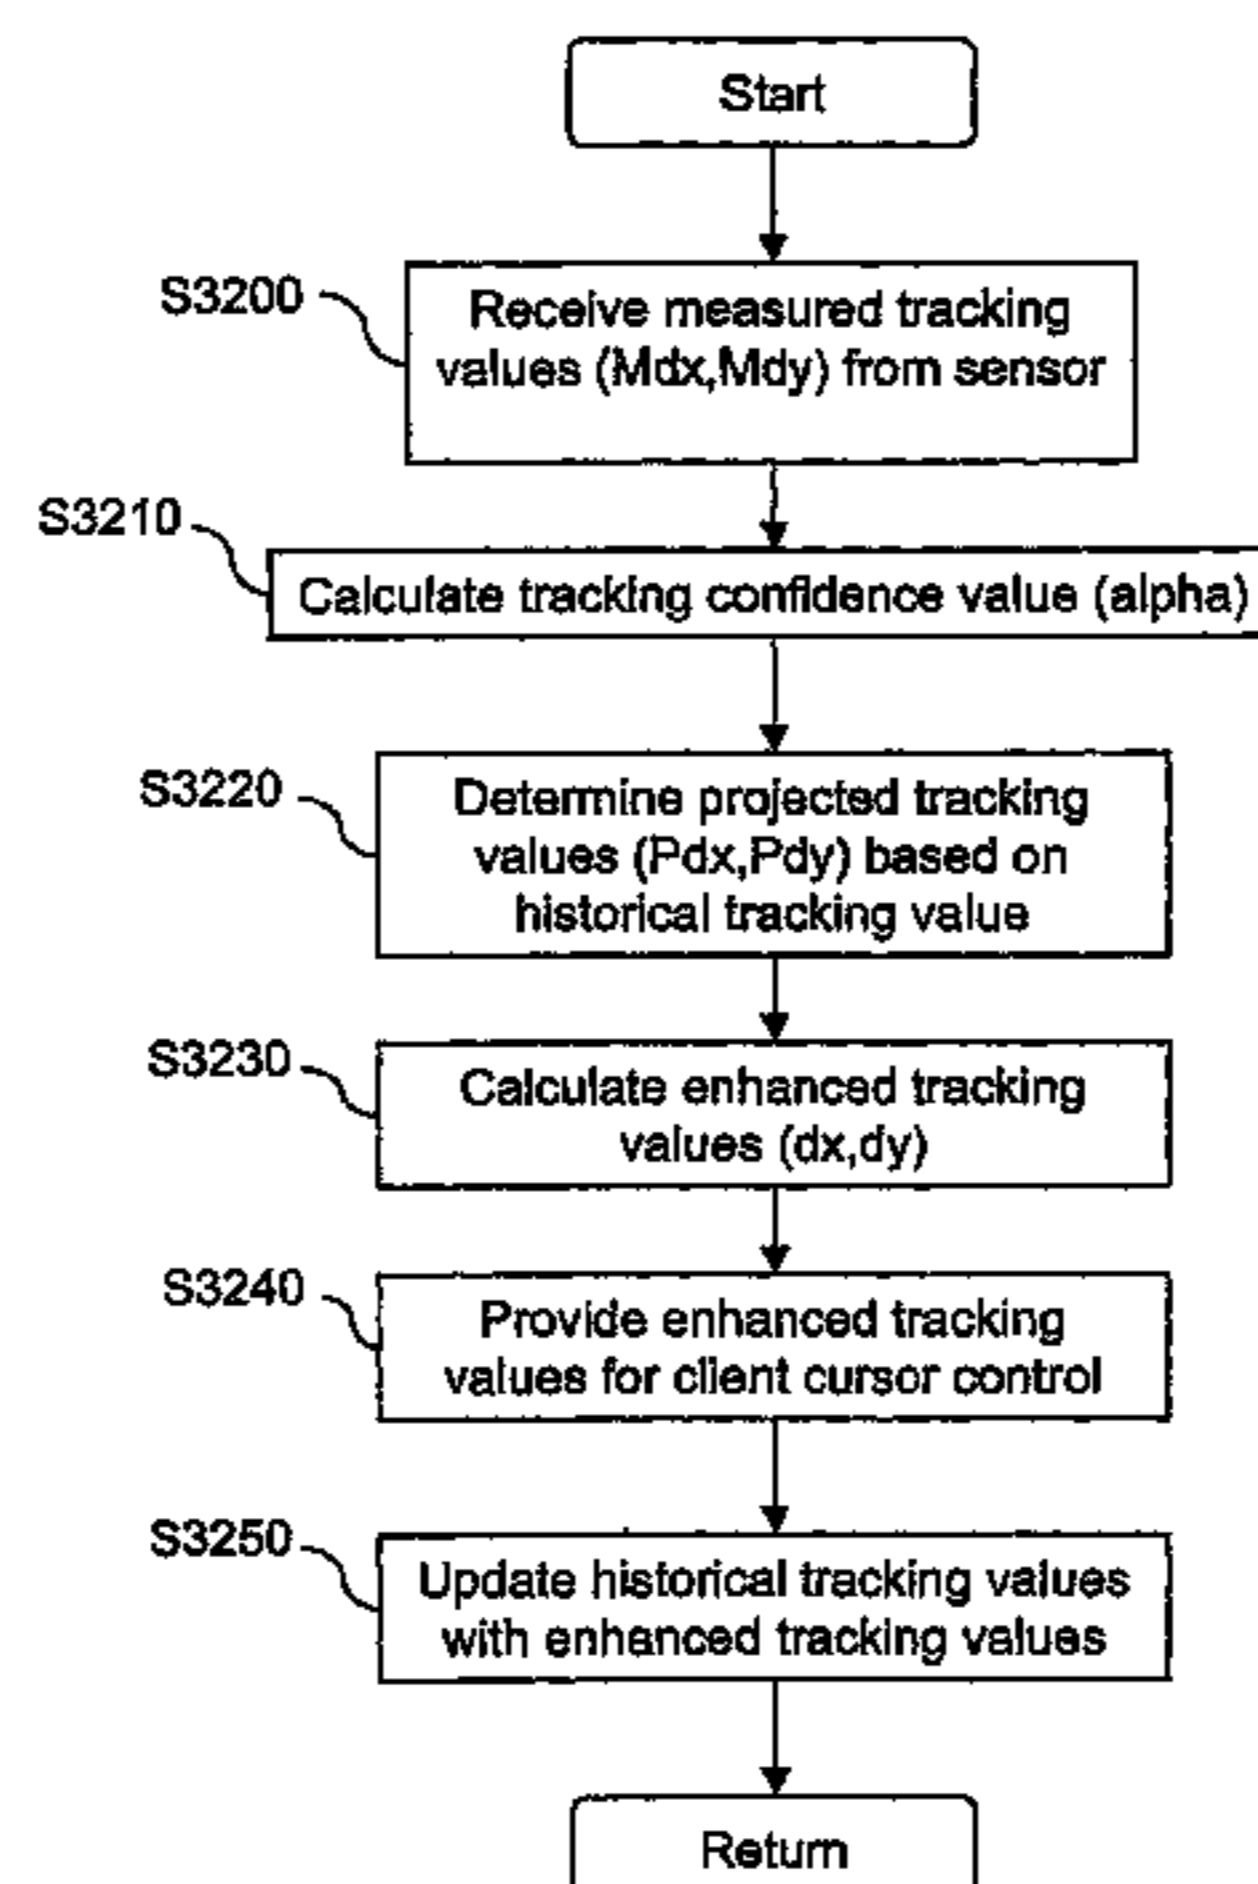 Start
S3200
Receive measured tracking
values (Mdx,Mdy) from sensor
S3210
Calculate tracking confidence value (alpha)
S3220
Determine projected tracking
values (Pdx,Pdy) based on
historical tracking value
S3230
Calculate enhanced tracking
values (dx,dy)
S3240
Provide enhanced tracking
values for client cursor control
S3250
Update historical tracking values
with enhanced tracking values
Return